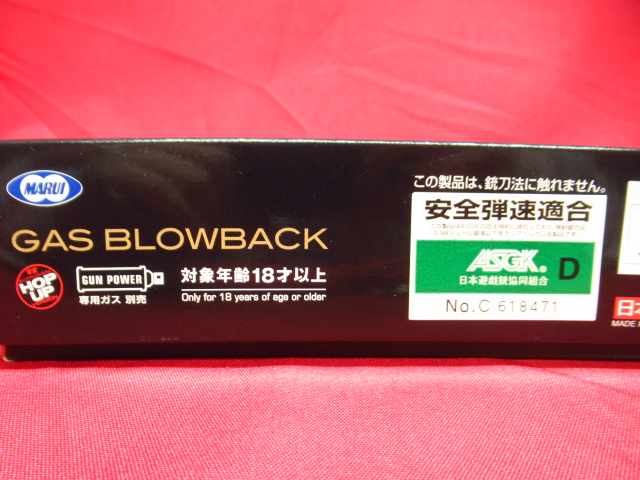 MARUI
GAS BLOWBACK
HOP UP
GUN POWER
専用ガス 別売
対象年齢18才以上
Only for 18 years of age or older
この製品は、銃刀法に触れません。
安全弾速適合
ASGK® D
日本遊戯銃協同組合
No.C 618471
日本
MADE